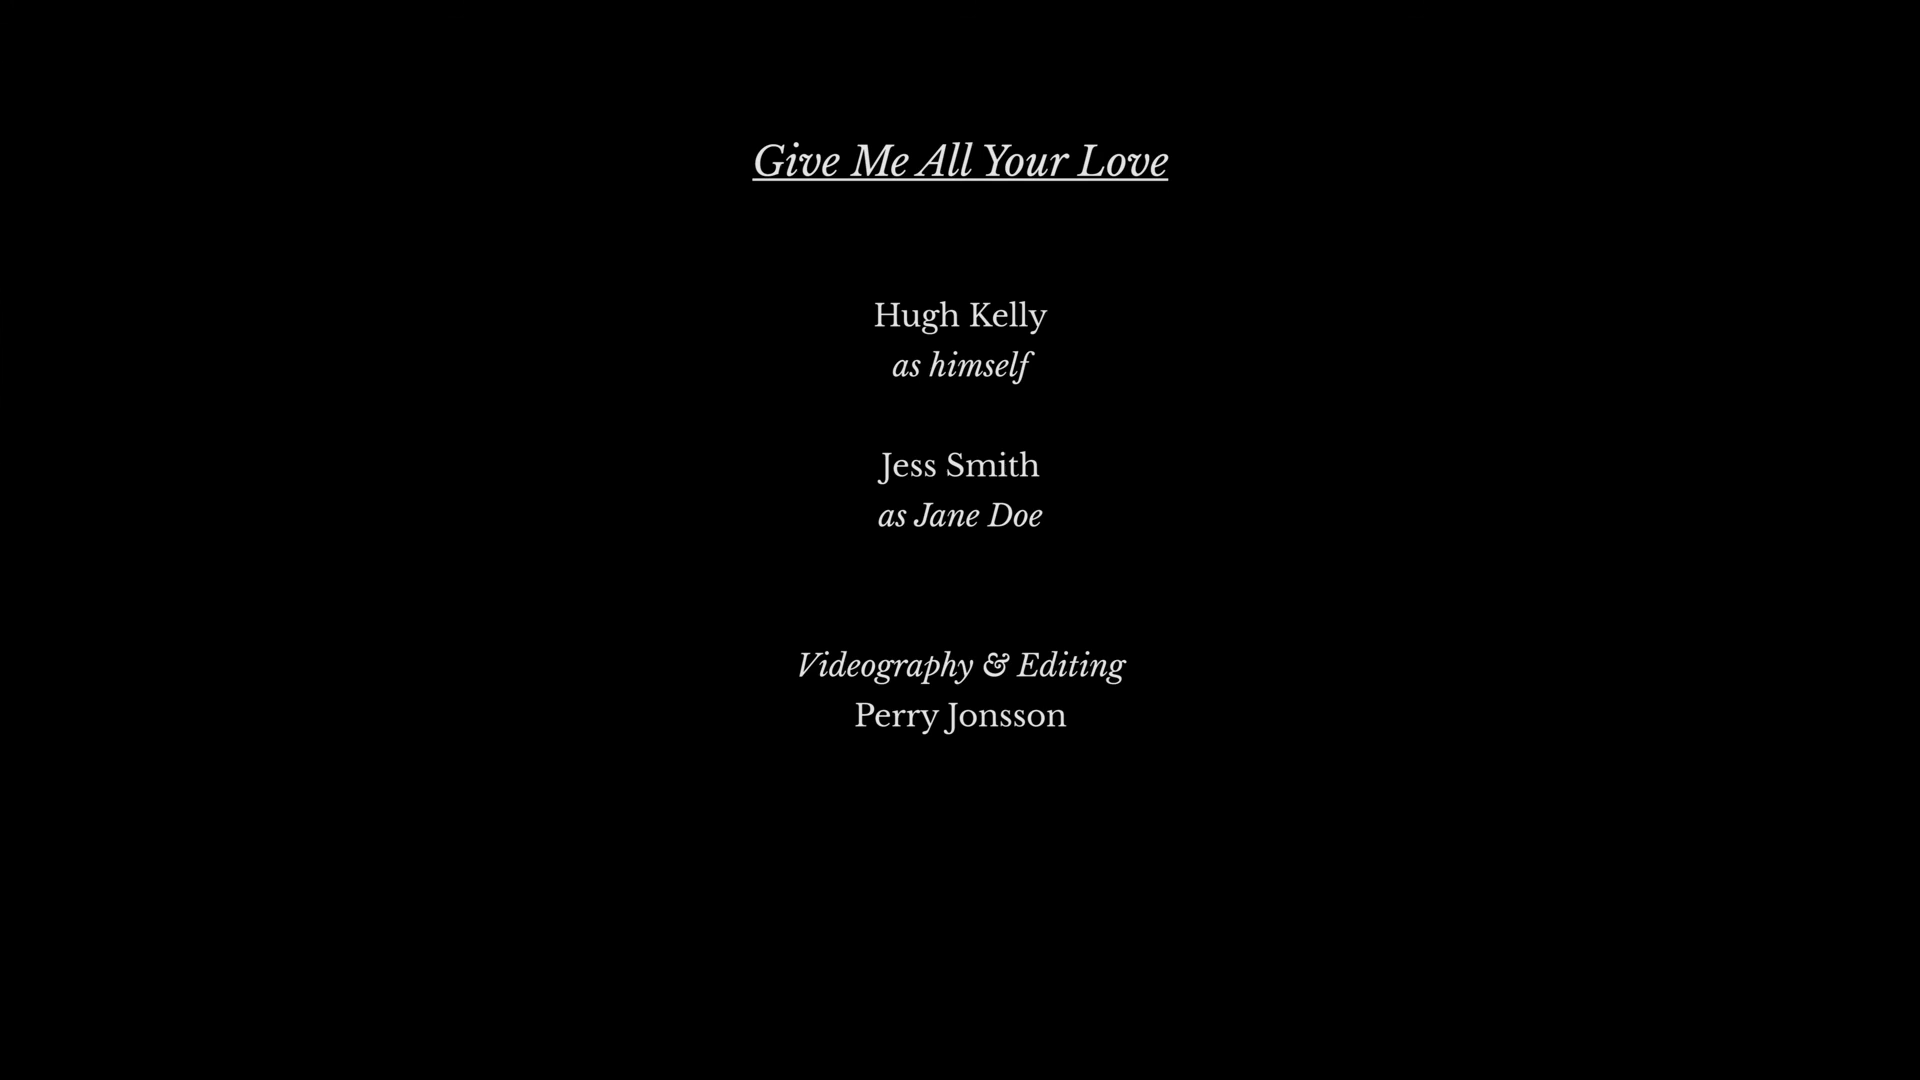 Give Me All Your Love
Hugh Kelly
as himself
Jess Smith
as Jane Doe
Videography & Editing
Perry Jonsson